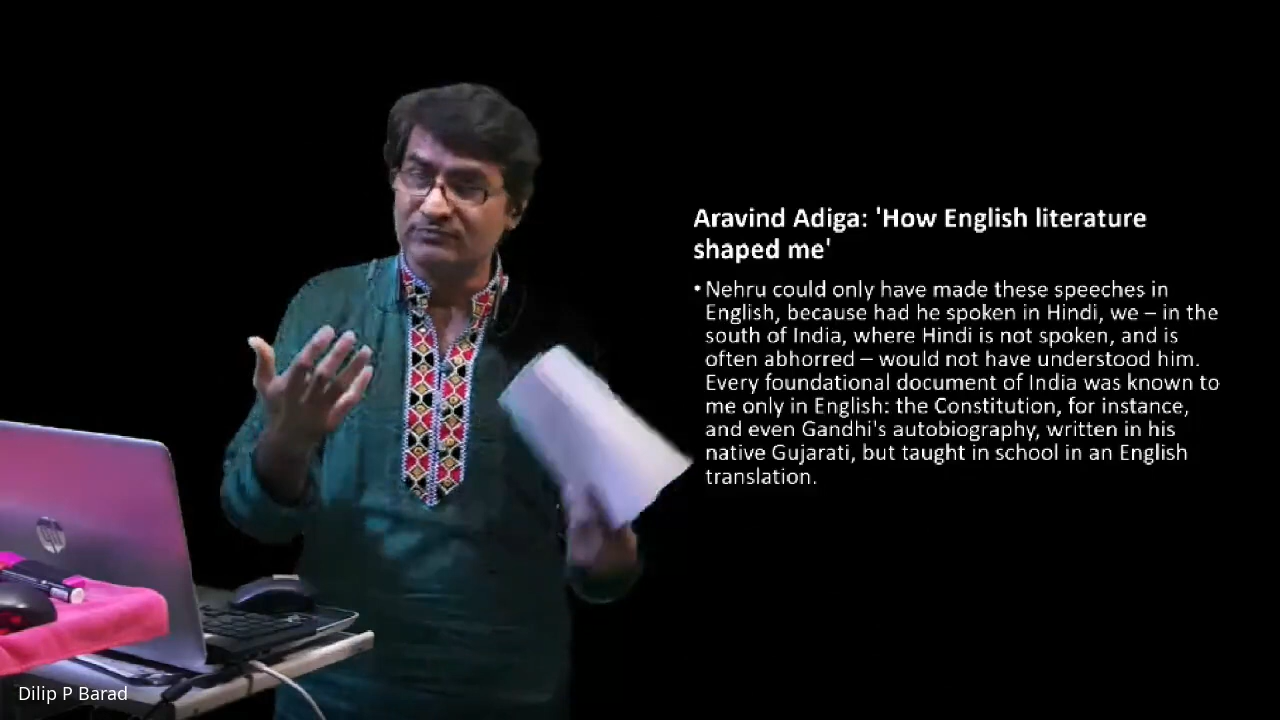 Aravind Adiga: 'How English literature
shaped me'
• Nehru could only have made these speeches in
English, because had he spoken in Hindi, we – in the
south of India, where Hindi is not spoken, and is
often abhorred – would not have understood him.
Every foundational document of India was known to
me only in English: the Constitution, for instance,
and even Gandhi's autobiography, written in his
native Gujarati, but taught in school in an English
translation.
hp
Dilip P Barad